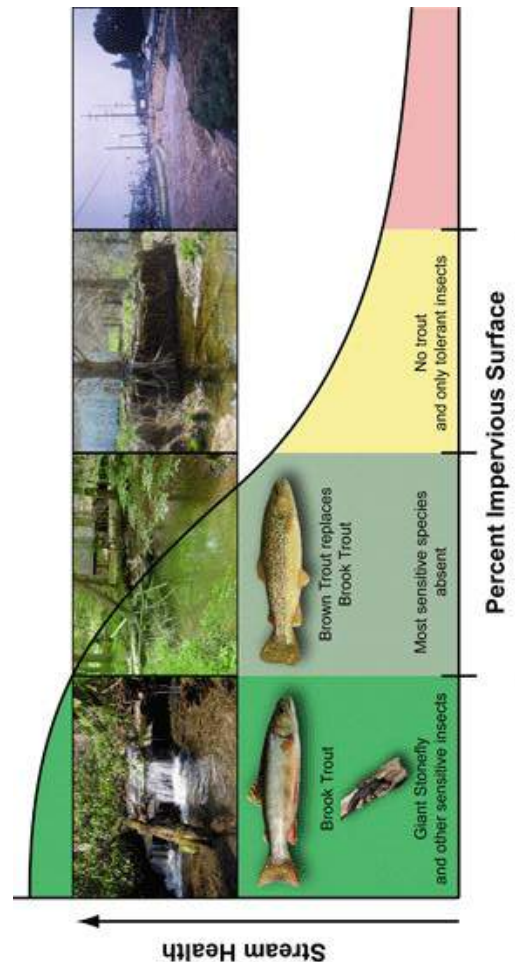 Stream Health
Brook Trout
Giant Stonefly
and other sensitive insects
Brown Trout replaces
Brook Trout
Most sensitive species
absent
No trout
and only tolerant insects
Percent Impervious Surface